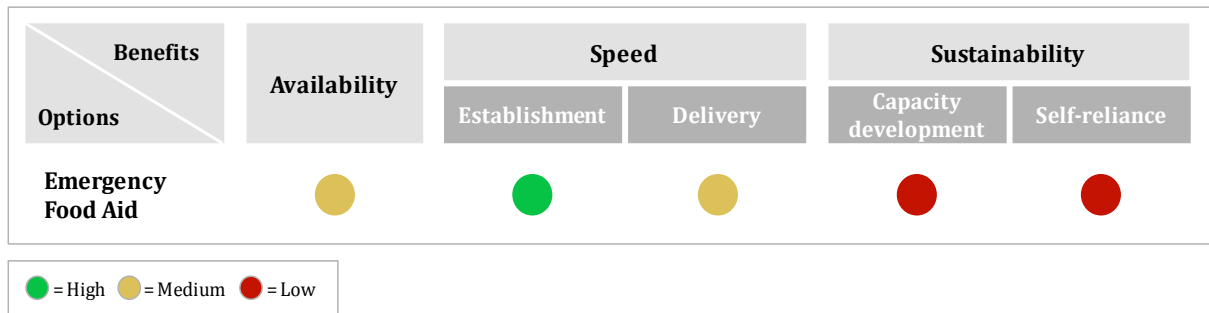 Benefits
Options
Availability
Speed
Establishment
Delivery
Sustainability
Capacity
development
Self-reliance
Emergency
Food Aid
= High = Medium = Low